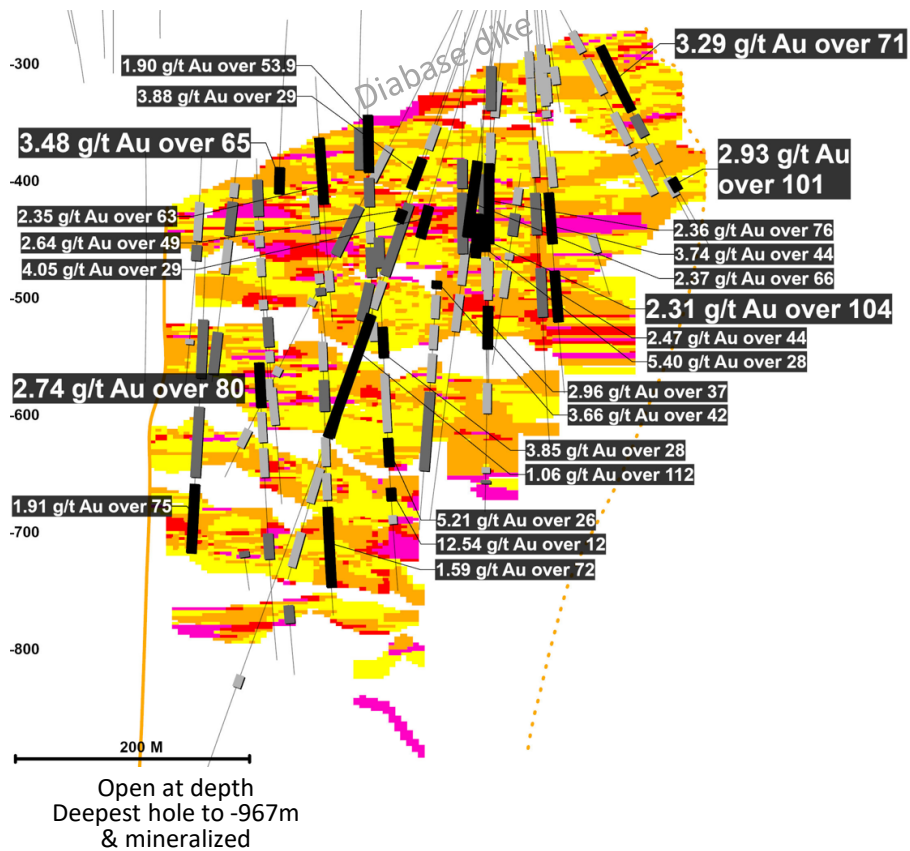 Diabase dike
-300
-400
-500
-600
-700
-800
1.90 g/t Au over 53.9
3.88 g/t Au over 29
3.48 g/t Au over 65
2.35 g/t Au over 63
2.64 g/t Au over 49
4.05 g/t Au over 29
2.74 g/t Au over 80
1.91 g/t Au over 75
3.29 g/t Au over 71
2.93 g/t Au
over 101
2.36 g/t Au over 76
3.74 g/t Au over 44
2.37 g/t Au over 66
2.31 g/t Au over 104
2.47 g/t Au over 44
5.40 g/t Au over 28
2.96 g/t Au over 37
3.66 g/t Au over 42
3.85 g/t Au over 28
1.06 g/t Au over 112
5.21 g/t Au over 26
12.54 g/t Au over 12
1.59 g/t Au over 72
200 M
Open at depth
Deepest hole to -967m
& mineralized